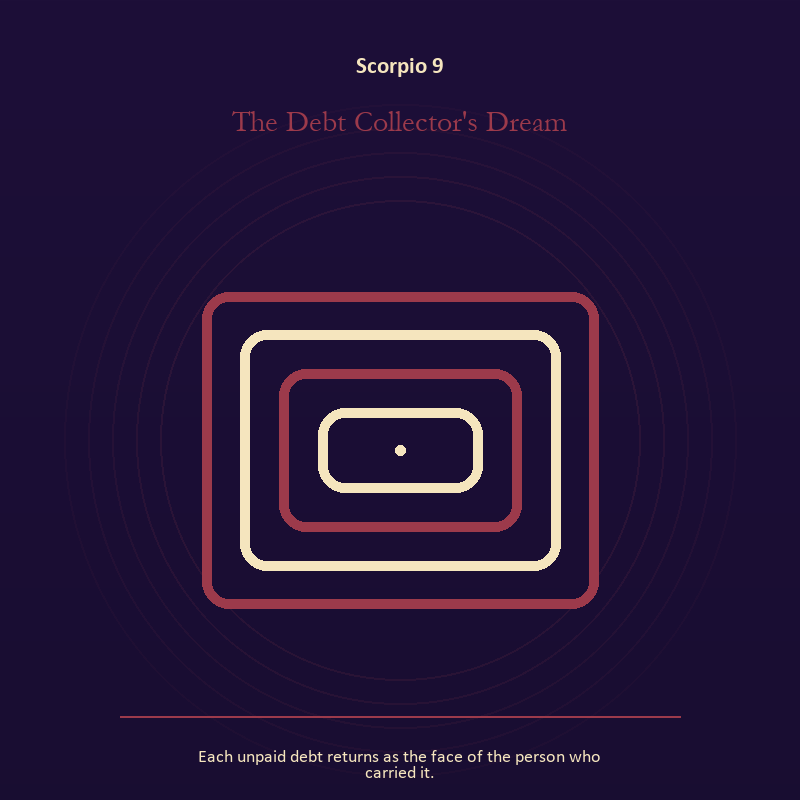 Scorpio 9
The Debt Collector's Dream
Each unpaid debt returns as the face of the person who
carried it.